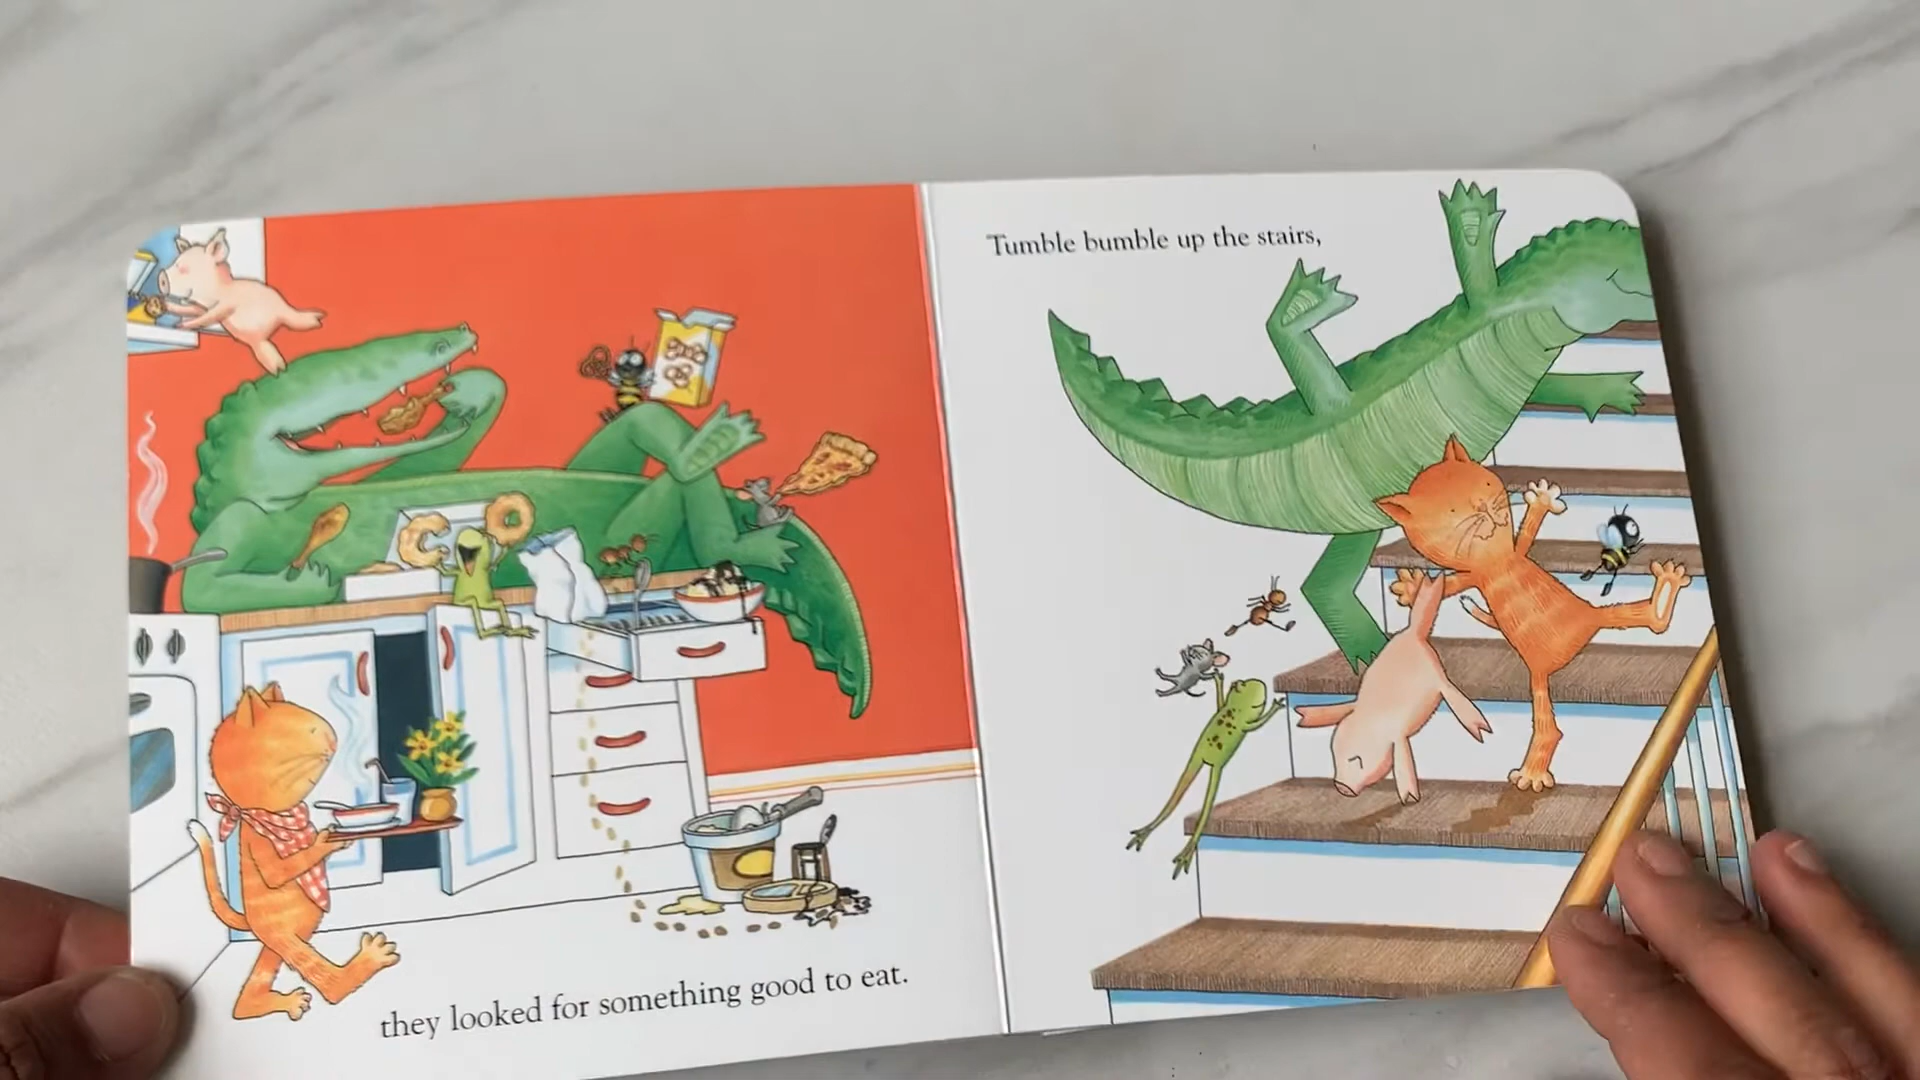 they looked for something good to eat.
Tumble bumble up the stairs,